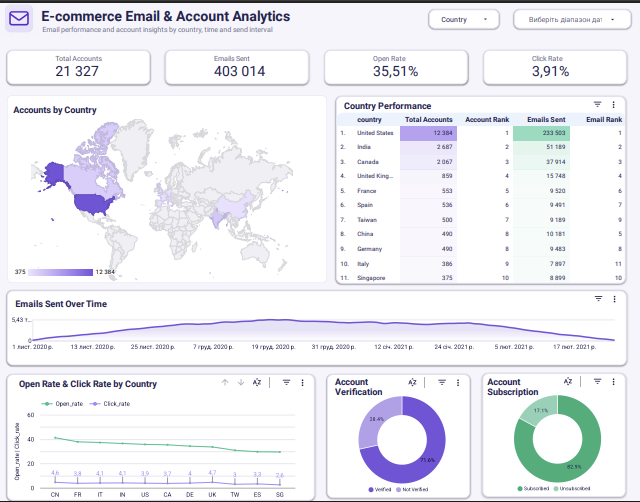 E-commerce Email & Account Analytics
Email performance and account insights by country, time and send interval
Country
Виберіть діапазон дат
Total Accounts
21 327
Emails Sent
403 014
Open Rate
35,51%
Click Rate
3,91%
Accounts by Country
375
12 384
Country Performance
country Total Accounts Account Rank Emails Sent Email Rank
1. United States 12 384 1 233 503 1
2. India 2 687 2 51 189 2
3. Canada 2 067 3 37 914 3
4. United King... 859 4 15 748 4
5. France 553 5 9 520 6
6. Spain 536 6 9 491 7
7. Taiwan 500 7 9 189 9
8. China 490 8 10 181 5
9. Germany 490 8 9 483 8
10. Italy 386 9 7 897 11
11. Singapore 375 10 8 899 10
Emails Sent Over Time
5,43 т...
0
1 лист. 2020 р. 13 лист. 2020 р. 25 лист. 2020 р. 7 груд. 2020 р. 19 груд. 2020 р. 31 груд. 2020 р. 12 січ. 2021 р. 24 січ. 2021 р. 5 лют. 2021 р. 17 лют. 2021 р.
Open Rate & Click Rate by Country
Open_rate Click_rate
Open_rate | Click_rate
60
40
20
0
4,6 3,8 4,1 4,1 3,9 3,7 4 4,7 3 3,3 2,6
CN FR IT IN US CA DE UK TW ES SG
Account
Verification
28.4%
71.6%
Verified Not Verified
Account
Subscription
17.1%
82.9%
Subscribed Unsubscribed